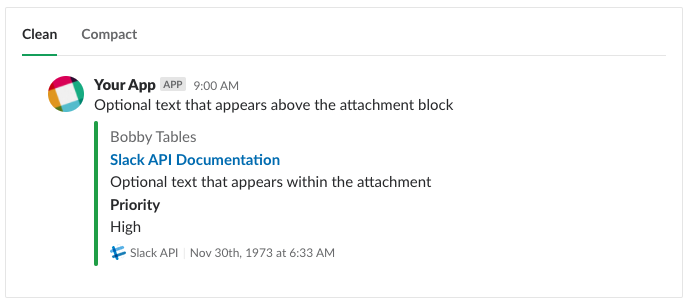 Clean Compact
Your App APP 9:00 AM
Optional text that appears above the attachment block
Bobby Tables
Slack API Documentation
Optional text that appears within the attachment
Priority
High
Slack API | Nov 30th, 1973 at 6:33 AM